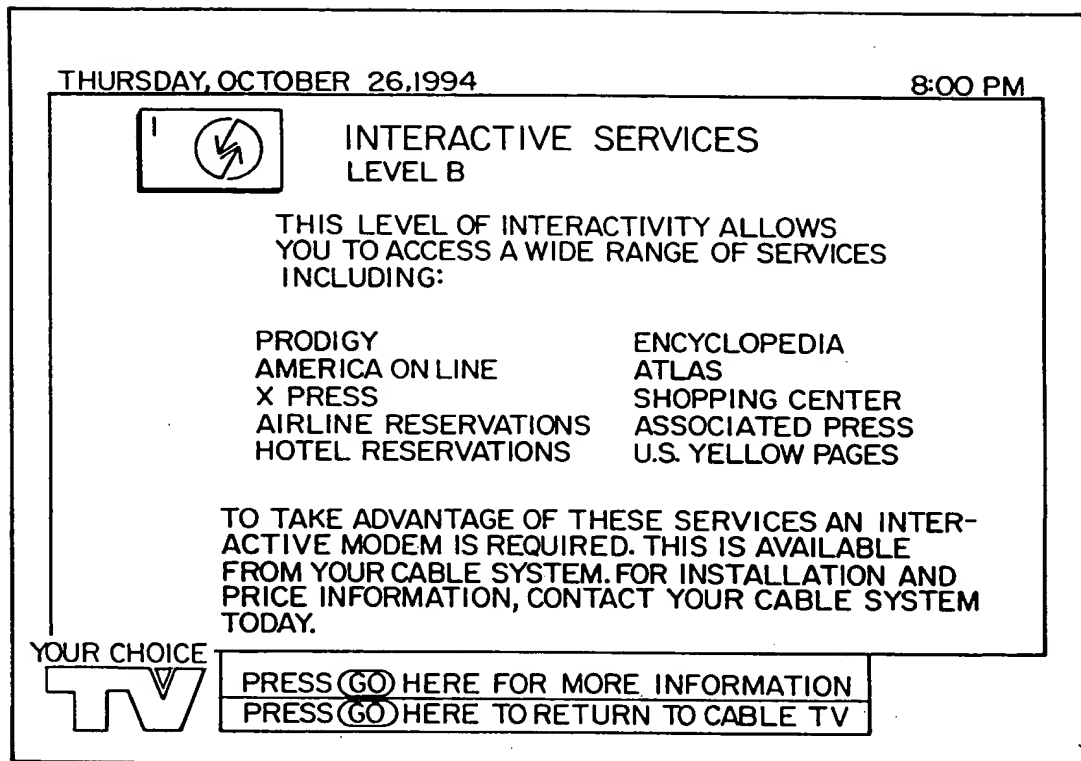 THURSDAY, OCTOBER 26,1994 8:00 PM
1
INTERACTIVE SERVICES
LEVEL B
THIS LEVEL OF INTERACTIVITY ALLOWS
YOU TO ACCESS A WIDE RANGE OF SERVICES
INCLUDING:
PRODIGY ENCYCLOPEDIA
AMERICA ON LINE ATLAS
X PRESS SHOPPING CENTER
AIRLINE RESERVATIONS ASSOCIATED PRESS
HOTEL RESERVATIONS U.S. YELLOW PAGES
TO TAKE ADVANTAGE OF THESE SERVICES AN INTER-
ACTIVE MODEM IS REQUIRED. THIS IS AVAILABLE
FROM YOUR CABLE SYSTEM. FOR INSTALLATION AND
PRICE INFORMATION, CONTACT YOUR CABLE SYSTEM
TODAY.
YOUR CHOICE
TV
PRESS GO HERE FOR MORE INFORMATION
PRESS GO HERE TO RETURN TO CABLE TV